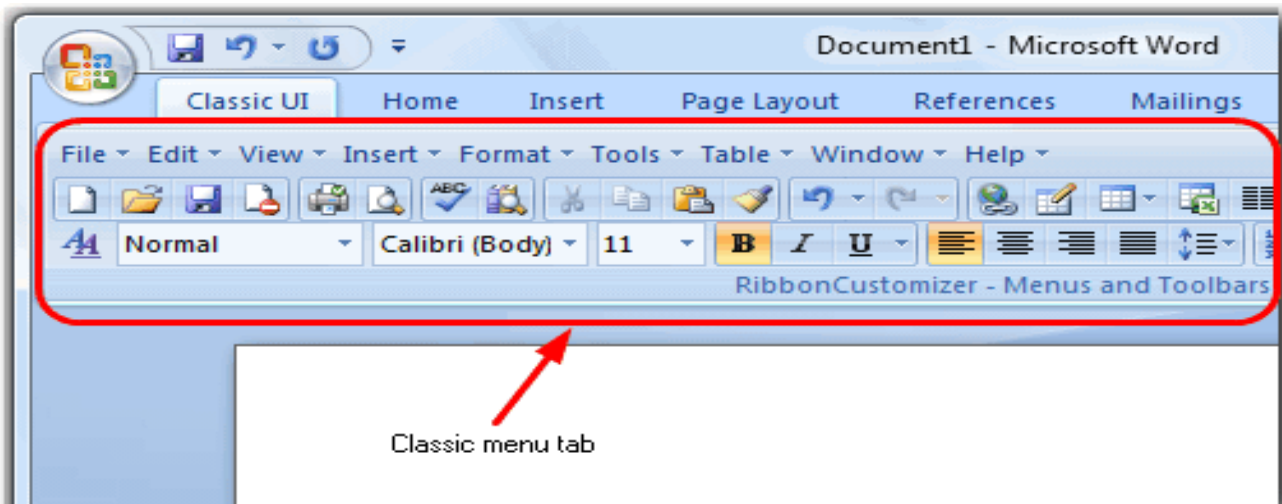 Document1 - Microsoft Word
Classic UI Home Insert Page Layout References Mailings
File Edit View Insert Format Tools Table Window Help
ABC
Normal Calibri (Body) 11 B I U
RibbonCustomizer - Menus and Toolbars
Classic menu tab